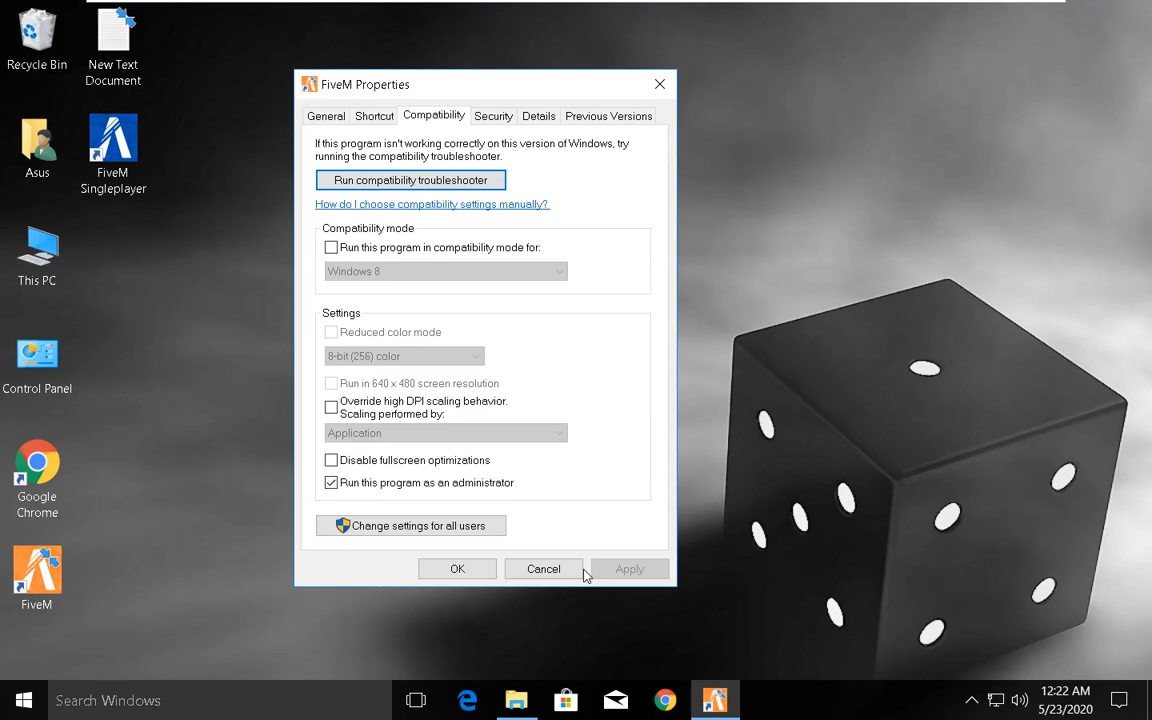 Recycle Bin
New Text
Document
Asus
FiveM
Singleplayer
This PC
Control Panel
Google
Chrome
FiveM
FiveM Properties
General
Shortcut
Compatibility
Security
Details
Previous Versions
If this program isn't working correctly on this version of Windows, try
running the compatibility troubleshooter.
Run compatibility troubleshooter
How do I choose compatibility settings manually?
Compatibility mode
Run this program in compatibility mode for:
Windows 8
Settings
Reduced color mode
8-bit (256) color
Run in 640 x 480 screen resolution
Override high DPI scaling behavior.
Scaling performed by:
Application
Disable fullscreen optimizations
Run this program as an administrator
Change settings for all users
OK
Cancel
Apply
Search Windows
12:22 AM
5/23/2020